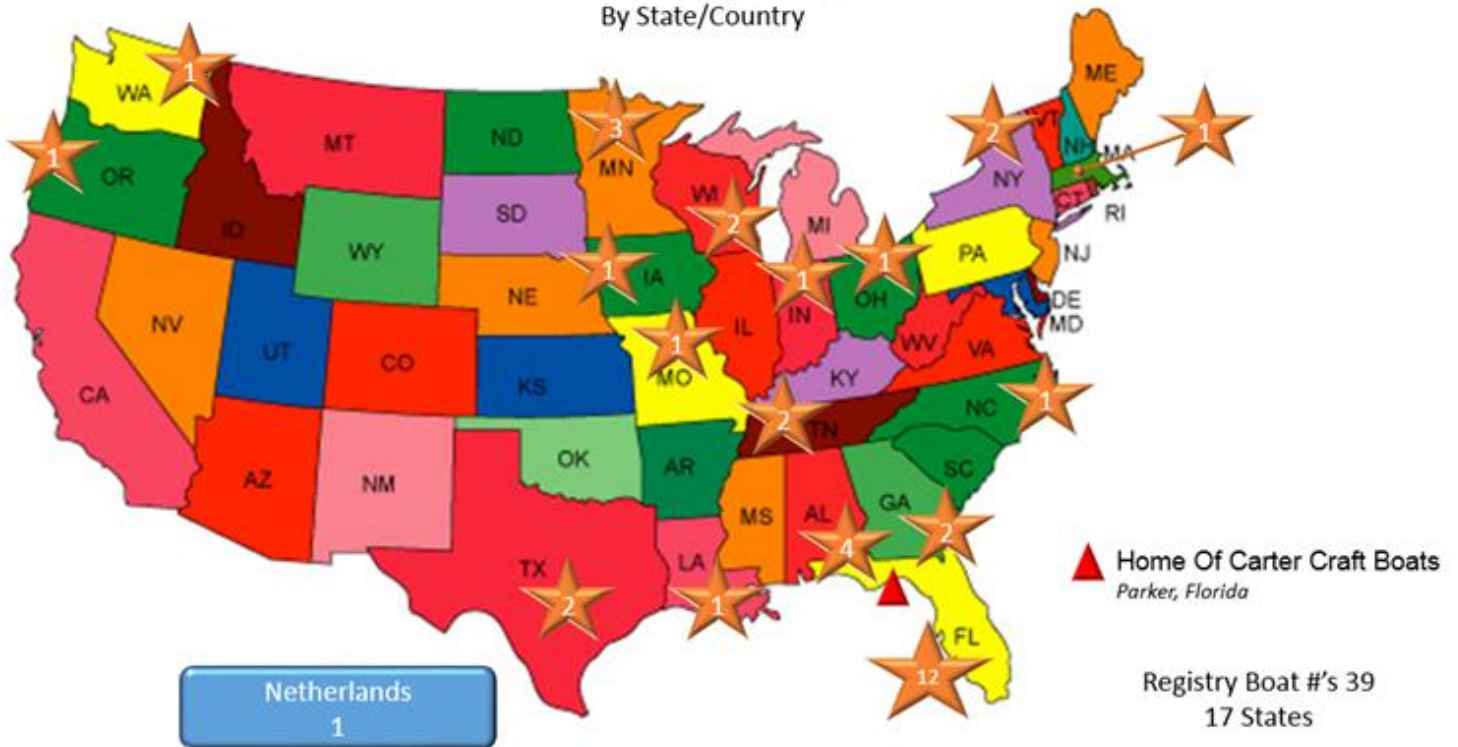 By State/Country
ME
1
WA
1
VT
2
3
1
ND
NH
MA
MT
1
MN
OR
NY
WI
CT
SD
RI
2
MI
ID
WY
PA
NJ
1
1
IA
1
NE
OH
DE
IN
MD
NV
IL
WV
VA
UT
1
CO
MO
KY
KS
CA
1
NC
2
TN
OK
AR
SC
AZ
NM
GA
MS
AL
2
4
LA
Home Of Carter Craft Boats
TX
Parker, Florida
2
1
FL
12
Netherlands
1
Registry Boat #'s 39
17 States